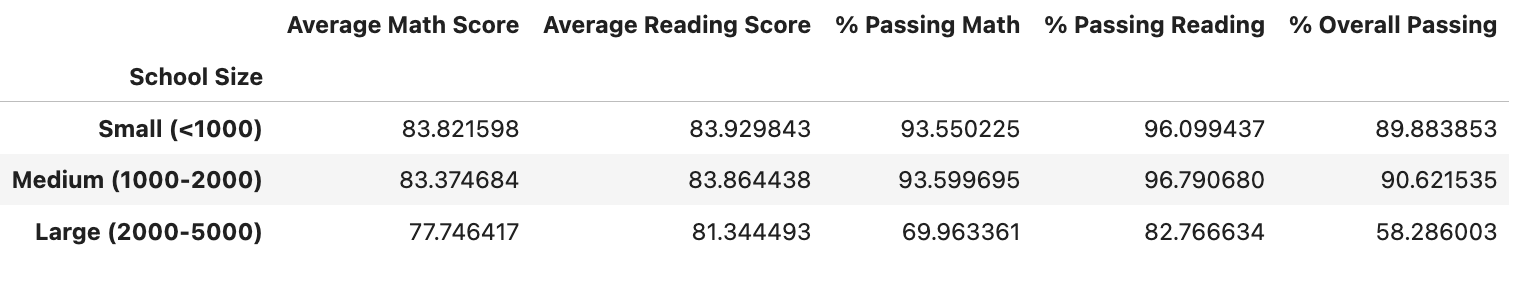 Average Math Score Average Reading Score % Passing Math % Passing Reading % Overall Passing
School Size
Small (<1000) 83.821598 83.929843 93.550225 96.099437 89.883853
Medium (1000-2000) 83.374684 83.864438 93.599695 96.790680 90.621535
Large (2000-5000) 77.746417 81.344493 69.963361 82.766634 58.286003